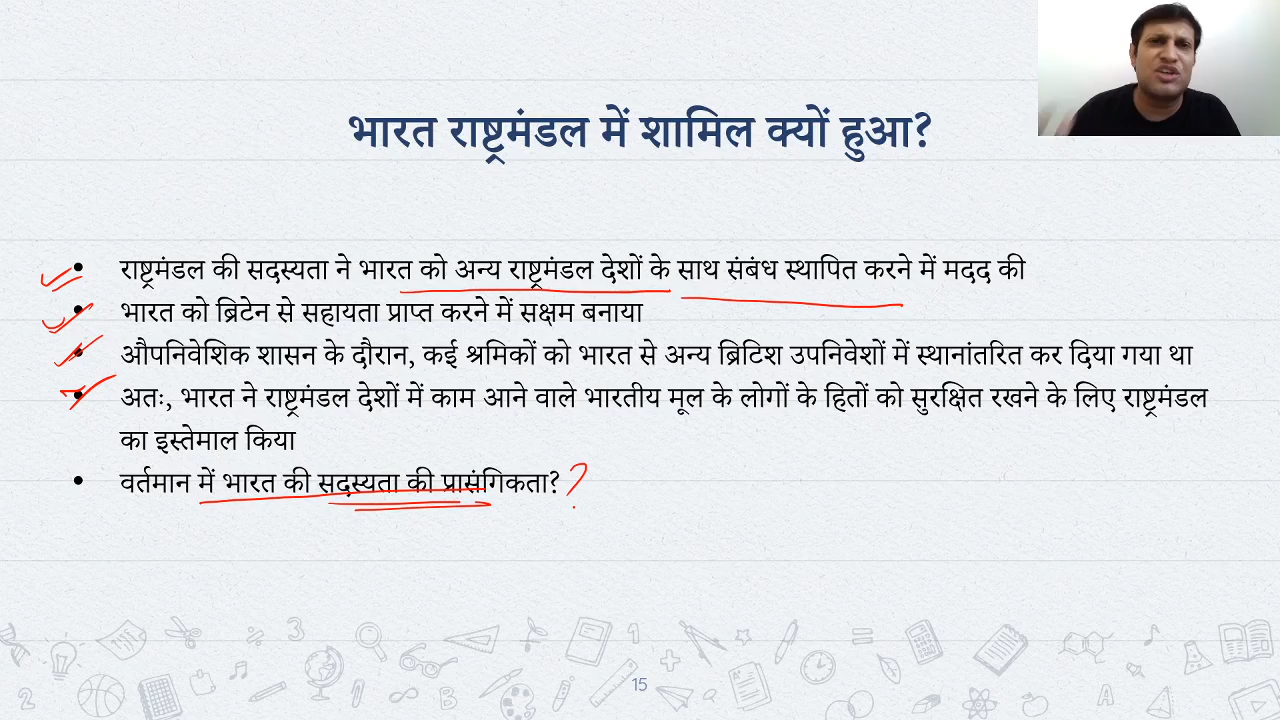 भारत राष्ट्रमंडल में शामिल क्यों हुआ?
• राष्ट्रमंडल की सदस्यता ने भारत को अन्य राष्ट्रमंडल देशों के साथ संबंध स्थापित करने में मदद की
• भारत को ब्रिटेन से सहायता प्राप्त करने में सक्षम बनाया
• औपनिवेशिक शासन के दौरान, कई श्रमिकों को भारत से अन्य ब्रिटिश उपनिवेशों में स्थानांतरित कर दिया गया था
• अतः, भारत ने राष्ट्रमंडल देशों में काम आने वाले भारतीय मूल के लोगों के हितों को सुरक्षित रखने के लिए राष्ट्रमंडल
का इस्तेमाल किया
• वर्तमान में भारत की सदस्यता की प्रासंगिकता? ?
15